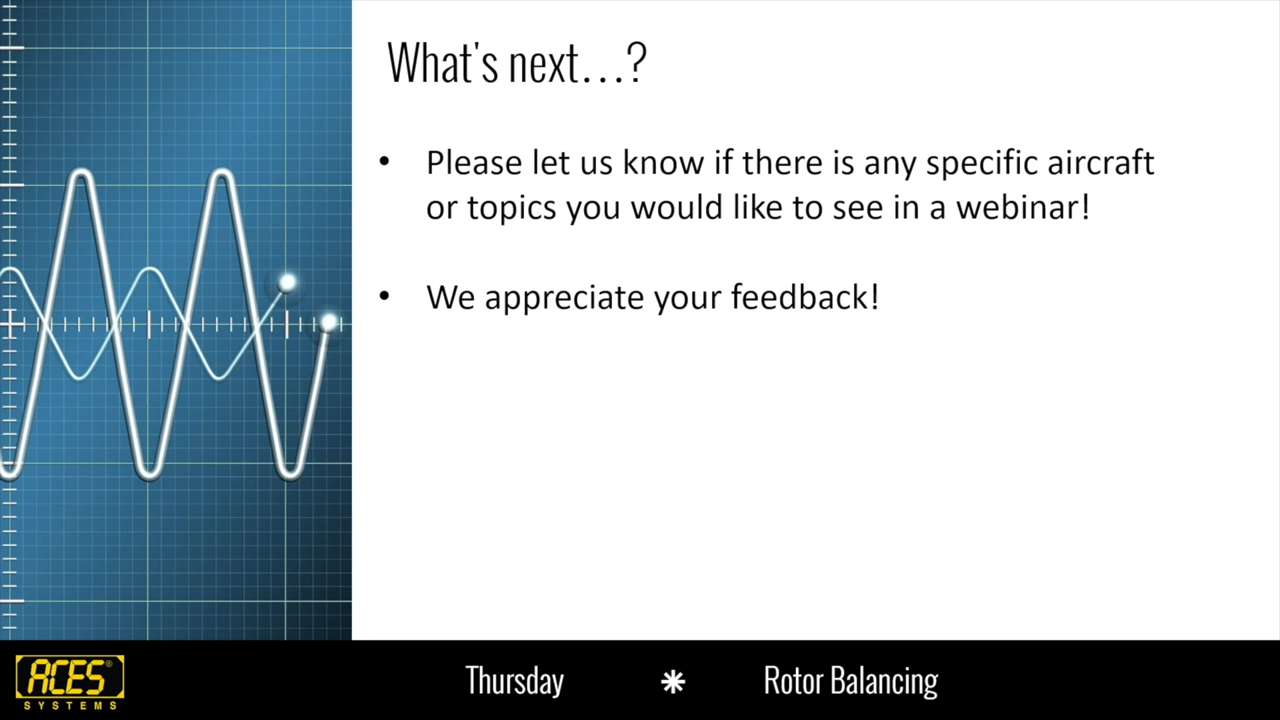 What's next…?
• Please let us know if there is any specific aircraft
or topics you would like to see in a webinar!
• We appreciate your feedback!
ACES®
SYSTEMS
Thursday * Rotor Balancing